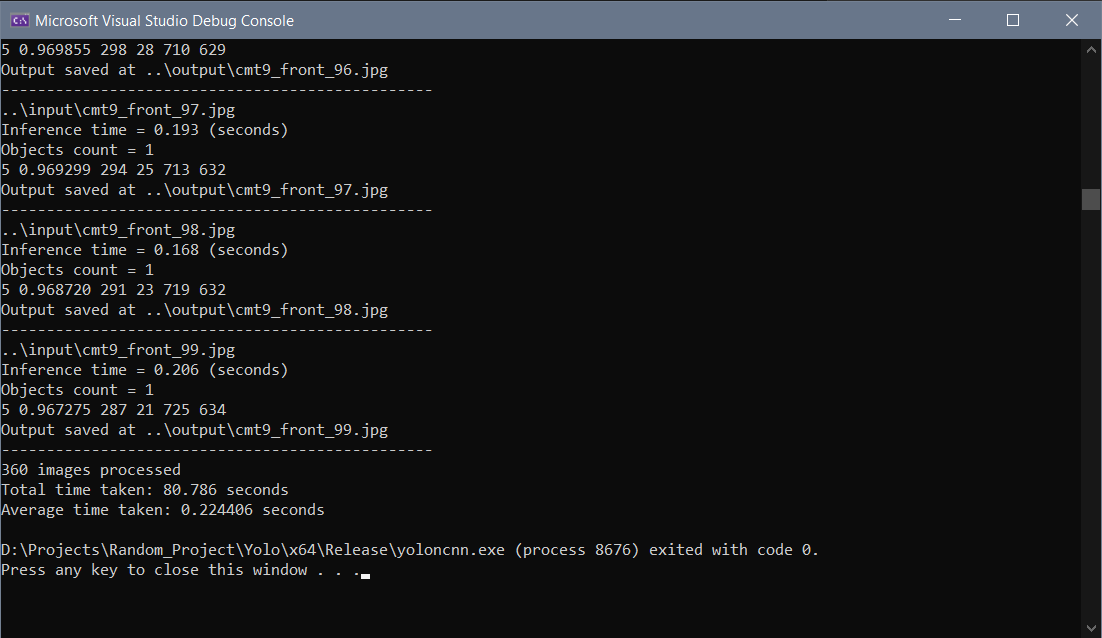 Microsoft Visual Studio Debug Console
5 0.969855 298 28 710 629
Output saved at ..\output\cmt9_front_96.jpg
------------------------------------------------
..\input\cmt9_front_97.jpg
Inference time = 0.193 (seconds)
Objects count = 1
5 0.969299 294 25 713 632
Output saved at ..\output\cmt9_front_97.jpg
------------------------------------------------
..\input\cmt9_front_98.jpg
Inference time = 0.168 (seconds)
Objects count = 1
5 0.968720 291 23 719 632
Output saved at ..\output\cmt9_front_98.jpg
------------------------------------------------
..\input\cmt9_front_99.jpg
Inference time = 0.206 (seconds)
Objects count = 1
5 0.967275 287 21 725 634
Output saved at ..\output\cmt9_front_99.jpg
------------------------------------------------
360 images processed
Total time taken: 80.786 seconds
Average time taken: 0.224406 seconds
D:\Projects\Random_Project\Yolo\x64\Release\yoloncnn.exe (process 8676) exited with code 0.
Press any key to close this window . . .